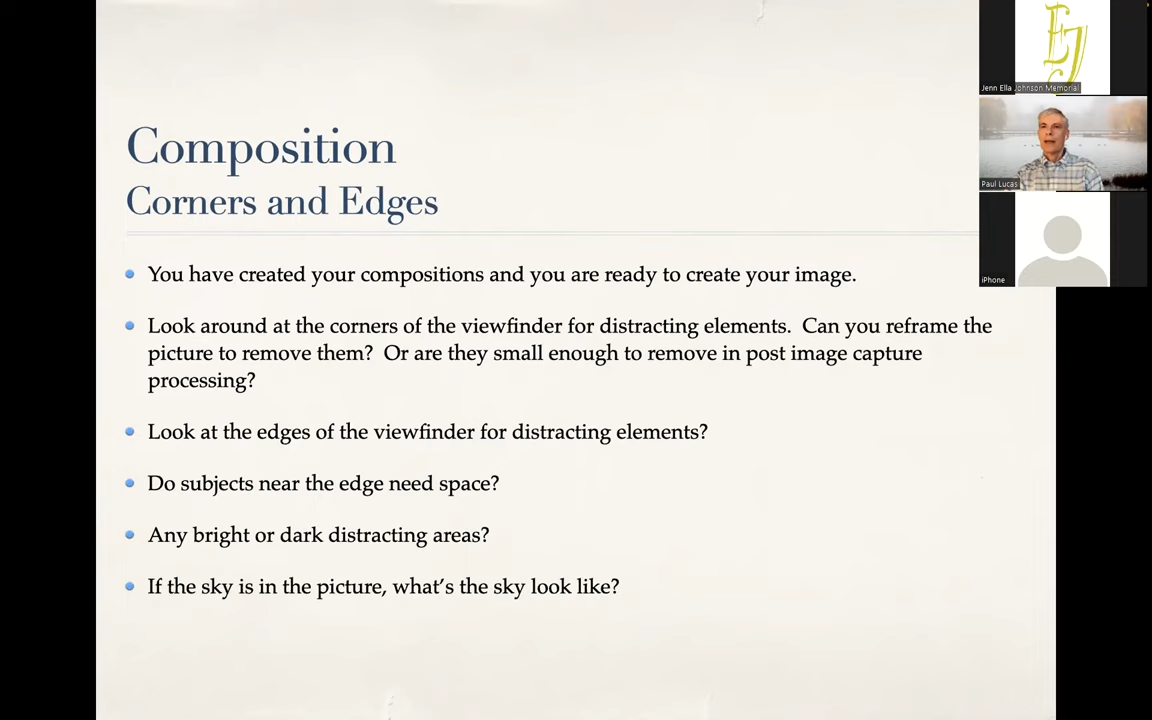 Composition
Corners and Edges
You have created your compositions and you are ready to create your image.
Look around at the corners of the viewfinder for distracting elements.  Can you reframe the
picture to remove them?  Or are they small enough to remove in post image capture
processing?
Look at the edges of the viewfinder for distracting elements?
Do subjects near the edge need space?
Any bright or dark distracting areas?
If the sky is in the picture, what's the sky look like?
EJ
Jenn Ella Johnson Memorial
Paul Lucas
iPhone